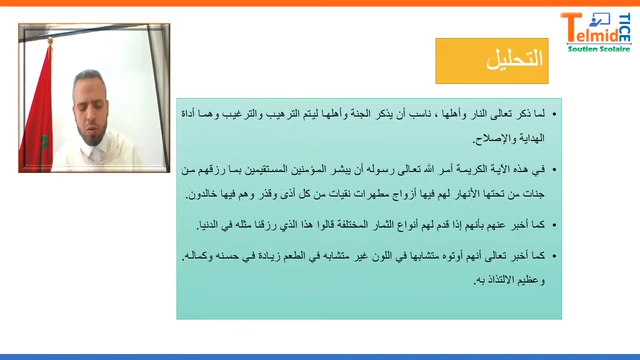 Telmid TICE
Soutien Scolaire
التحليل
• لما ذكر تعالى النار وأهلها ، ناسب أن يذكر الجنة وأهلها ليتم الترهيب والترغيب وهما أداة
الهداية والإصلاح.
• في هذه الآية الكريمة أمر الله تعالى رسوله أن يبشر المؤمنين المستقيمين بما رزقهم من
جنات من تحتها الأنهار لهم فيها أزواج مطهرات نقيات من كل أذى وقذر وهم فيها خالدون.
• كما أخبر عنهم بأنهم إذا قدم لهم أنواع الثمار المختلفة قالوا هذا الذي رزقنا مثله في الدنيا.
• كما أخبر تعالى أنهم أوتوه متشابها في اللون غير متشابه في الطعم زيادة في حسنه وكماله.
وعظيم الالتذاذ به.